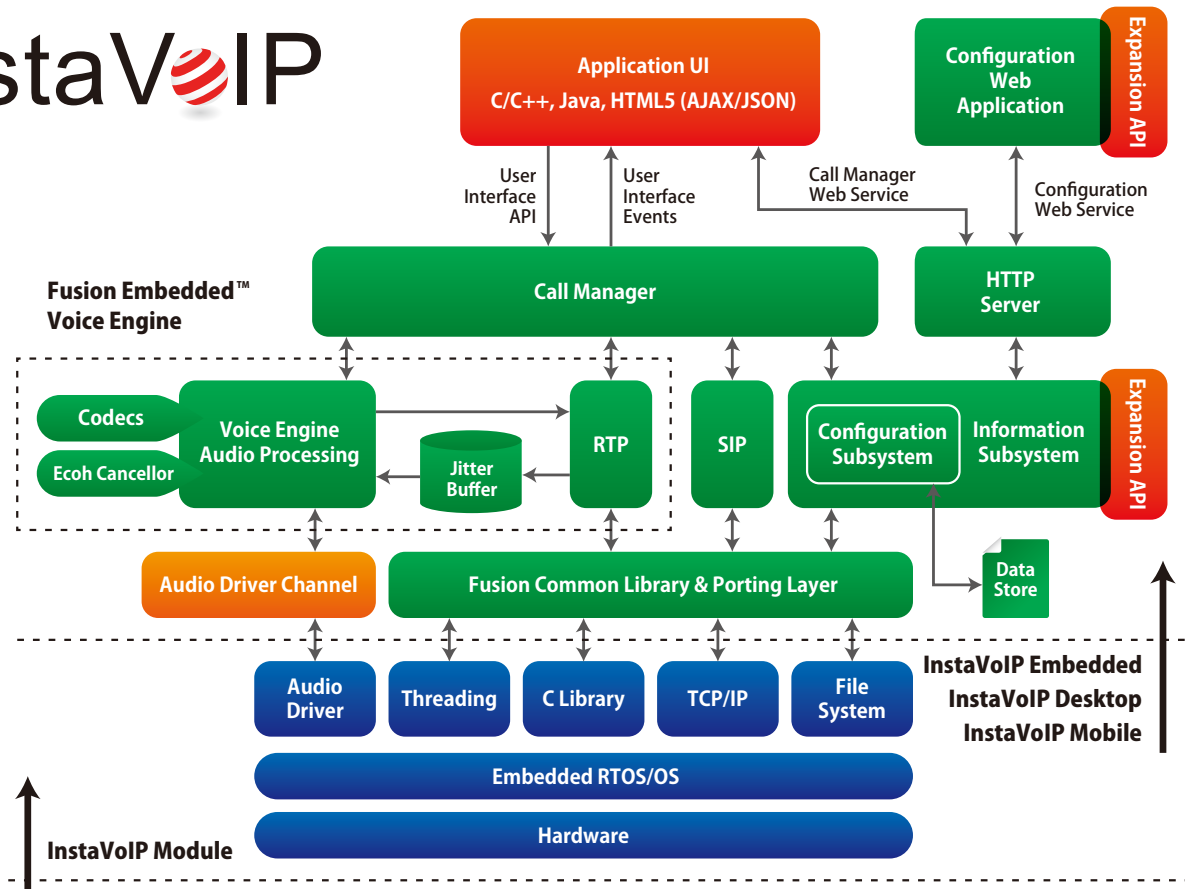 staVoIP
Application UI
C/C++, Java, HTML5 (AJAX/JSON)
Configuration
Web
Application
Expansion API
User
Interface
API
User
Interface
Events
Call Manager
Web Service
Configuration
Web Service
Fusion Embedded™
Voice Engine
Call Manager
HTTP
Server
Codecs
Ecoh Cancellor
Voice Engine
Audio Processing
Jitter
Buffer
RTP
SIP
Configuration
Subsystem
Information
Subsystem
Expansion API
Audio Driver Channel
Fusion Common Library & Porting Layer
Data
Store
Audio
Driver
Threading
C Library
TCP/IP
File
System
InstaVoIP Embedded
InstaVoIP Desktop
InstaVoIP Mobile
Embedded RTOS/OS
Hardware
InstaVoIP Module